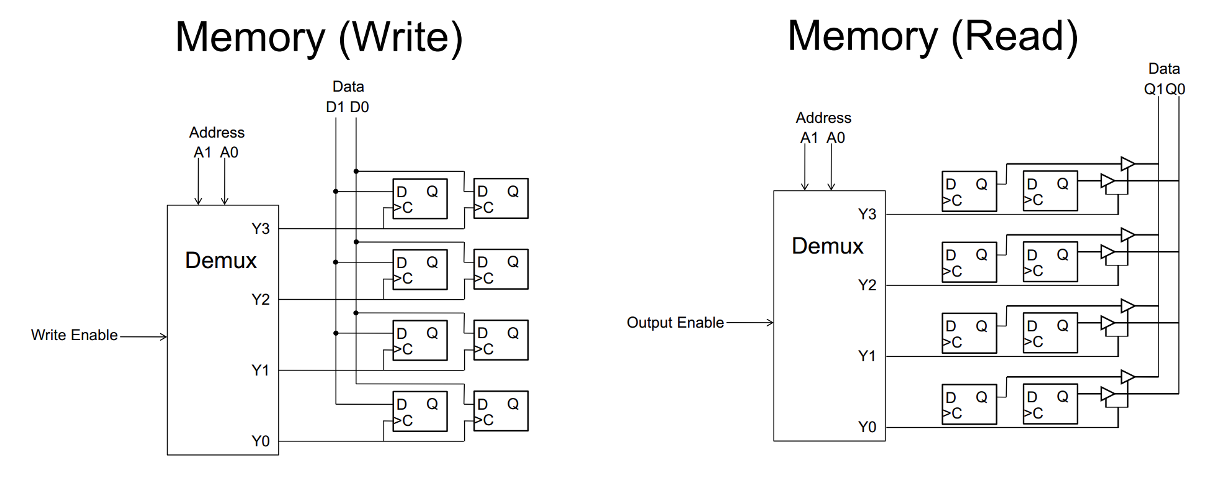 Memory (Write)
Data
D1 D0
Address
A1 A0
Y3
Demux
Y2
Write Enable
Y1
Y0
D Q
>C
D Q
>C
D Q
>C
D Q
>C
D Q
>C
D Q
>C
D Q
>C
D Q
>C
Memory (Read)
Data
Q1 Q0
Address
A1 A0
Y3
Demux
Y2
Output Enable
Y1
Y0
D Q
>C
D Q
>C
D Q
>C
D Q
>C
D Q
>C
D Q
>C
D Q
>C
D Q
>C